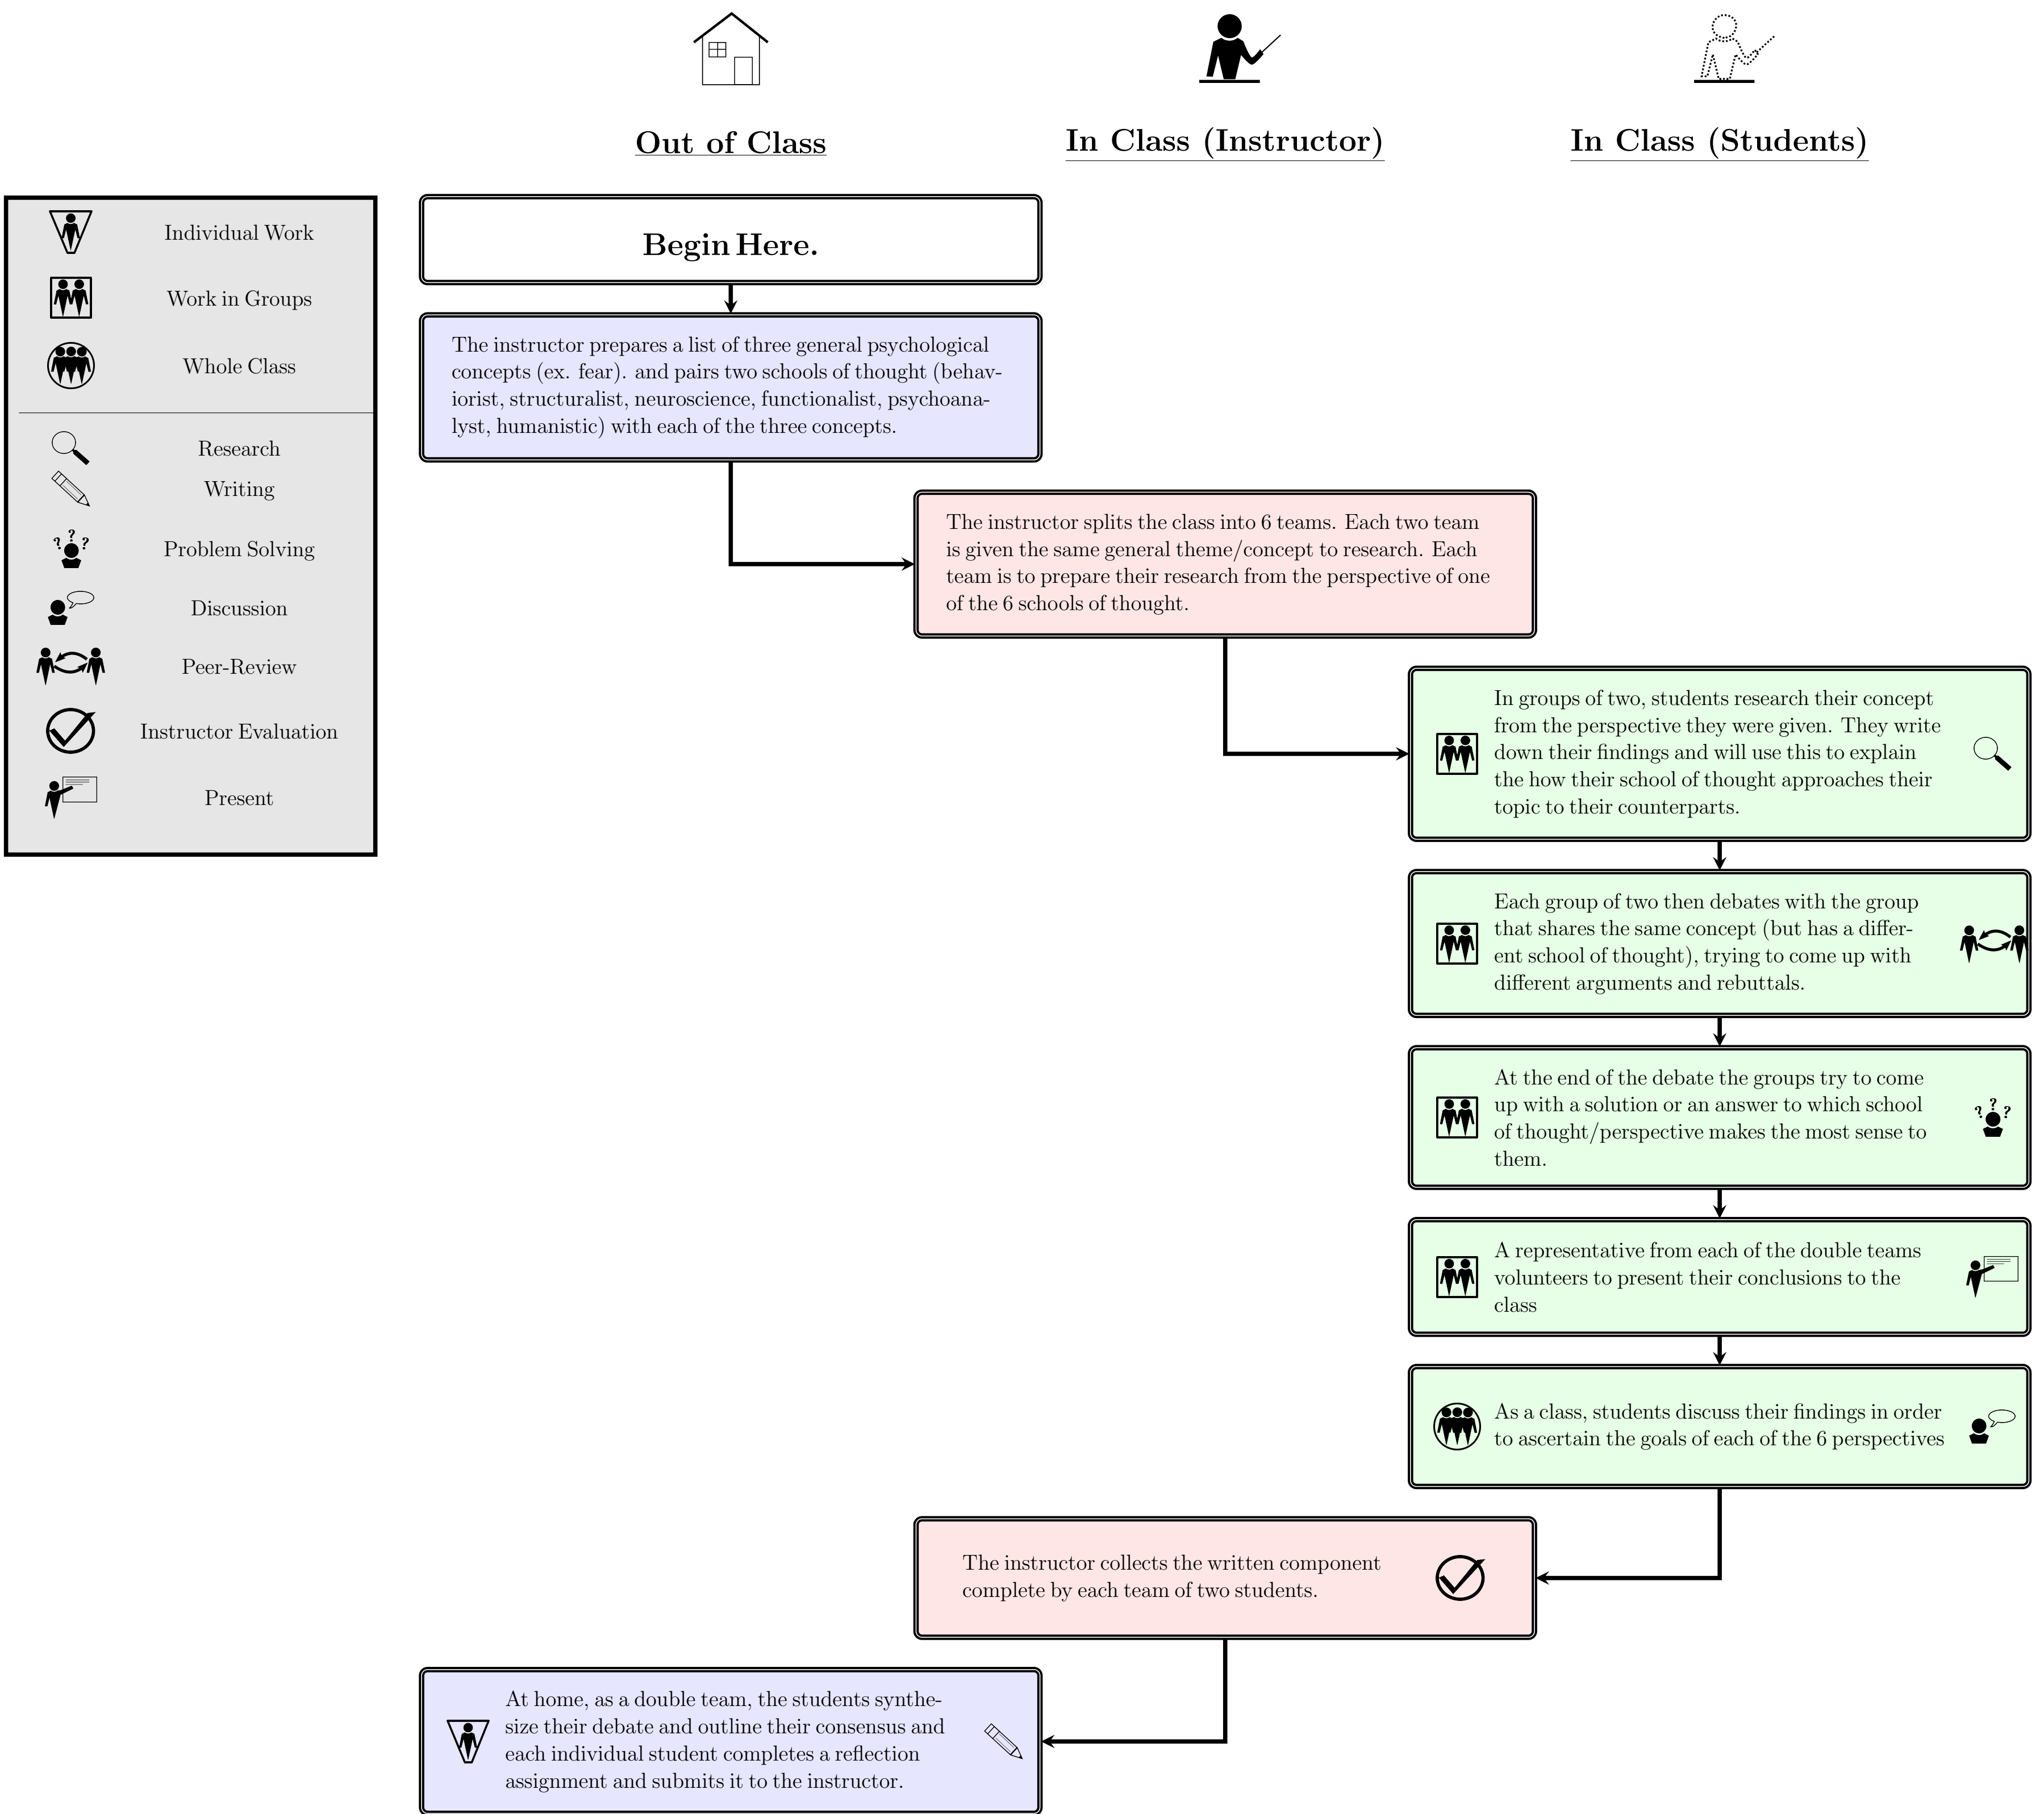 Out of Class
In Class (Instructor)
In Class (Students)
Individual Work
Work in Groups
Whole Class
Research
Writing
Problem Solving
Discussion
Peer-Review
Instructor Evaluation
Present
Begin Here.
The instructor prepares a list of three general psychological
concepts (ex. fear). and pairs two schools of thought (behav-
iorist, structuralist, neuroscience, functionalist, psychoana-
lyst, humanistic) with each of the three concepts.
The instructor splits the class into 6 teams. Each two team
is given the same general theme/concept to research. Each
team is to prepare their research from the perspective of one
of the 6 schools of thought.
In groups of two, students research their concept
from the perspective they were given. They write
down their findings and will use this to explain
the how their school of thought approaches their
topic to their counterparts.
Each group of two then debates with the group
that shares the same concept (but has a differ-
ent school of thought), trying to come up with
different arguments and rebuttals.
At the end of the debate the groups try to come
up with a solution or an answer to which school
of thought/perspective makes the most sense to
them.
A representative from each of the double teams
volunteers to present their conclusions to the
class
As a class, students discuss their findings in order
to ascertain the goals of each of the 6 perspectives
The instructor collects the written component
complete by each team of two students.
At home, as a double team, the students synthe-
size their debate and outline their consensus and
each individual student completes a reflection
assignment and submits it to the instructor.